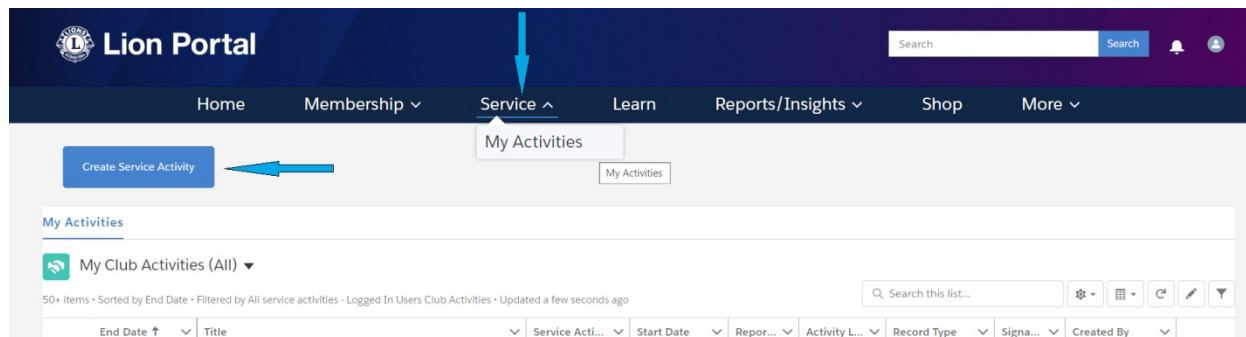 Lion Portal
Search Search
Home Membership Service Learn Reports/Insights Shop More
My Activities
Create Service Activity
My Activities
My Activities
My Club Activities (All)
50+ items • Sorted by End Date • Filtered by All service activities - Logged In Users Club Activities • Updated a few seconds ago
Search this list...
End Date Title Service Acti... Start Date Repor... Activity L... Record Type Signa... Created By